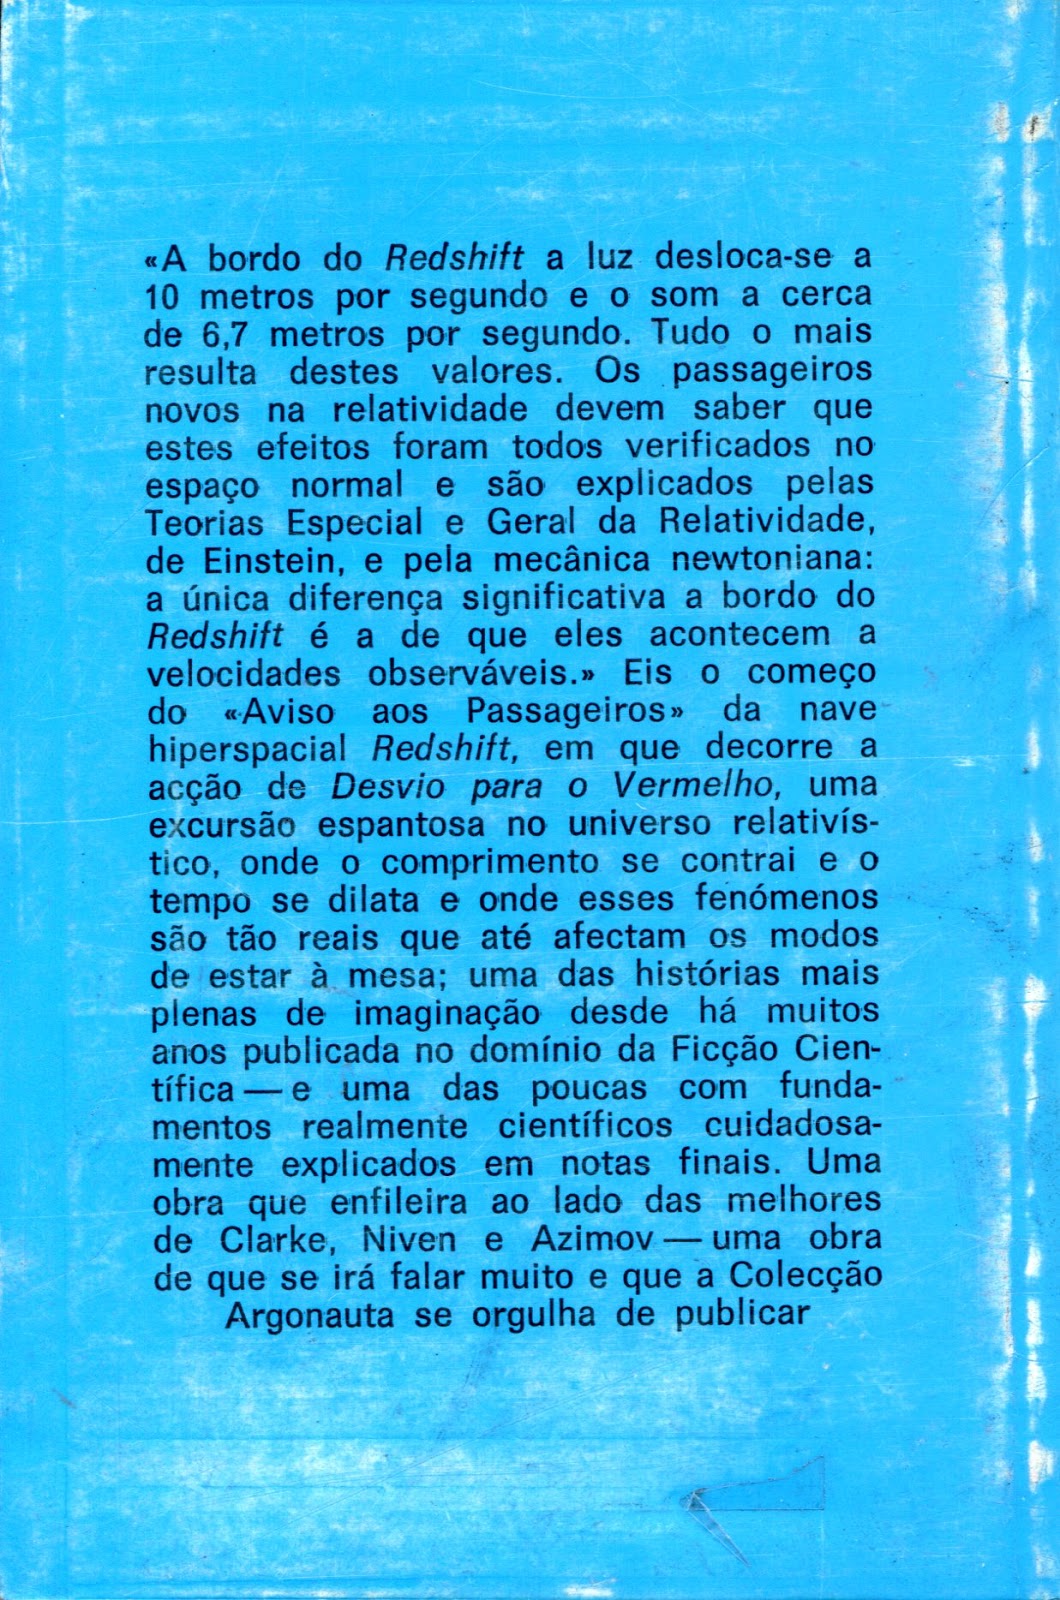 «A bordo do Redshift a luz desloca-se a
10 metros por segundo e o som a cerca
de 6,7 metros por segundo. Tudo o mais
resulta destes valores. Os passageiros
novos na relatividade devem saber que
estes efeitos foram todos verificados no
espaço normal e são explicados pelas
Teorias Especial e Geral da Relatividade,
de Einstein, e pela mecânica newtoniana:
a única diferença significativa a bordo do
Redshift é a de que eles acontecem a
velocidades observáveis.» Eis o começo
do «Aviso aos Passageiros» da nave
hiperspacial Redshift, em que decorre a
acção de Desvio para o Vermelho, uma
excursão espantosa no universo relativís-
tico, onde o comprimento se contrai e o
tempo se dilata e onde esses fenómenos
são tão reais que até afectam os modos
de estar à mesa; uma das histórias mais
plenas de imaginação desde há muitos
anos publicada no domínio da Ficção Cien-
tífica — e uma das poucas com funda-
mentos realmente científicos cuidadosa-
mente explicados em notas finais. Uma
obra que enfileira ao lado das melhores
de Clarke, Niven e Azimov — uma obra
de que se irá falar muito e que a Colecção
Argonauta se orgulha de publicar